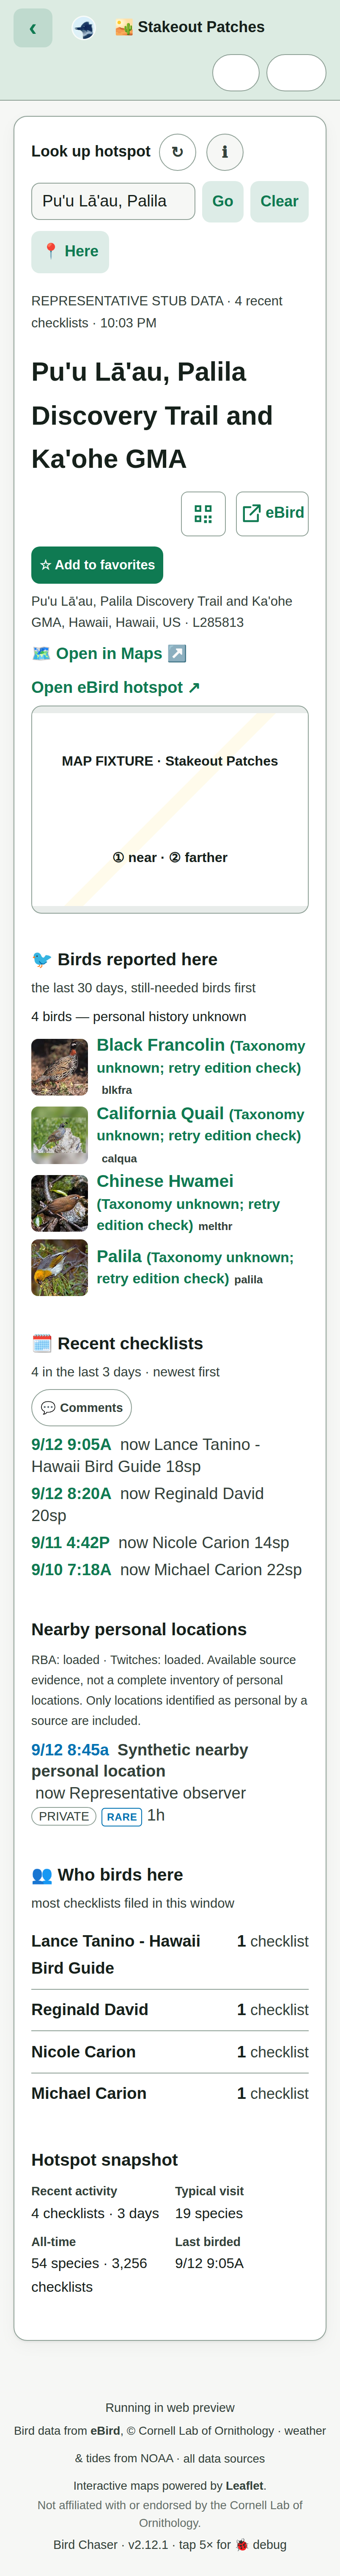 ‹ 🏜️ Stakeout Patches
Look up hotspot ↻ ℹ
Pu'u Lā'au, Palila Go Clear
📍 Here
REPRESENTATIVE STUB DATA · 4 recent
checklists · 10:03 PM
Pu'u Lā'au, Palila
Discovery Trail and
Ka'ohe GMA
eBird
☆ Add to favorites
Pu'u Lā'au, Palila Discovery Trail and Ka'ohe
GMA, Hawaii, Hawaii, US · L285813
🗺️ Open in Maps ↗️
Open eBird hotspot ↗
MAP FIXTURE · Stakeout Patches
① near · ② farther
🐦 Birds reported here
the last 30 days, still-needed birds first
4 birds — personal history unknown
Black Francolin (Taxonomy
unknown; retry edition check)
blkfra
California Quail (Taxonomy
unknown; retry edition check)
calqua
Chinese Hwamei
(Taxonomy unknown; retry
edition check) melthr
Palila (Taxonomy unknown;
retry edition check) palila
🗓️ Recent checklists
4 in the last 3 days · newest first
💬 Comments
9/12 9:05A now Lance Tanino -
Hawaii Bird Guide 18sp
9/12 8:20A now Reginald David
20sp
9/11 4:42P now Nicole Carion 14sp
9/10 7:18A now Michael Carion 22sp
Nearby personal locations
RBA: loaded · Twitches: loaded. Available source
evidence, not a complete inventory of personal
locations. Only locations identified as personal by a
source are included.
9/12 8:45a Synthetic nearby
personal location
now Representative observer
PRIVATE RARE 1h
👥 Who birds here
most checklists filed in this window
Lance Tanino - Hawaii 1 checklist
Bird Guide
Reginald David 1 checklist
Nicole Carion 1 checklist
Michael Carion 1 checklist
Hotspot snapshot
Recent activity Typical visit
4 checklists · 3 days 19 species
All-time Last birded
54 species · 3,256 9/12 9:05A
checklists
Running in web preview
Bird data from eBird, © Cornell Lab of Ornithology · weather
& tides from NOAA · all data sources
Interactive maps powered by Leaflet.
Not affiliated with or endorsed by the Cornell Lab of
Ornithology.
Bird Chaser · v2.12.1 · tap 5× for 🐞 debug